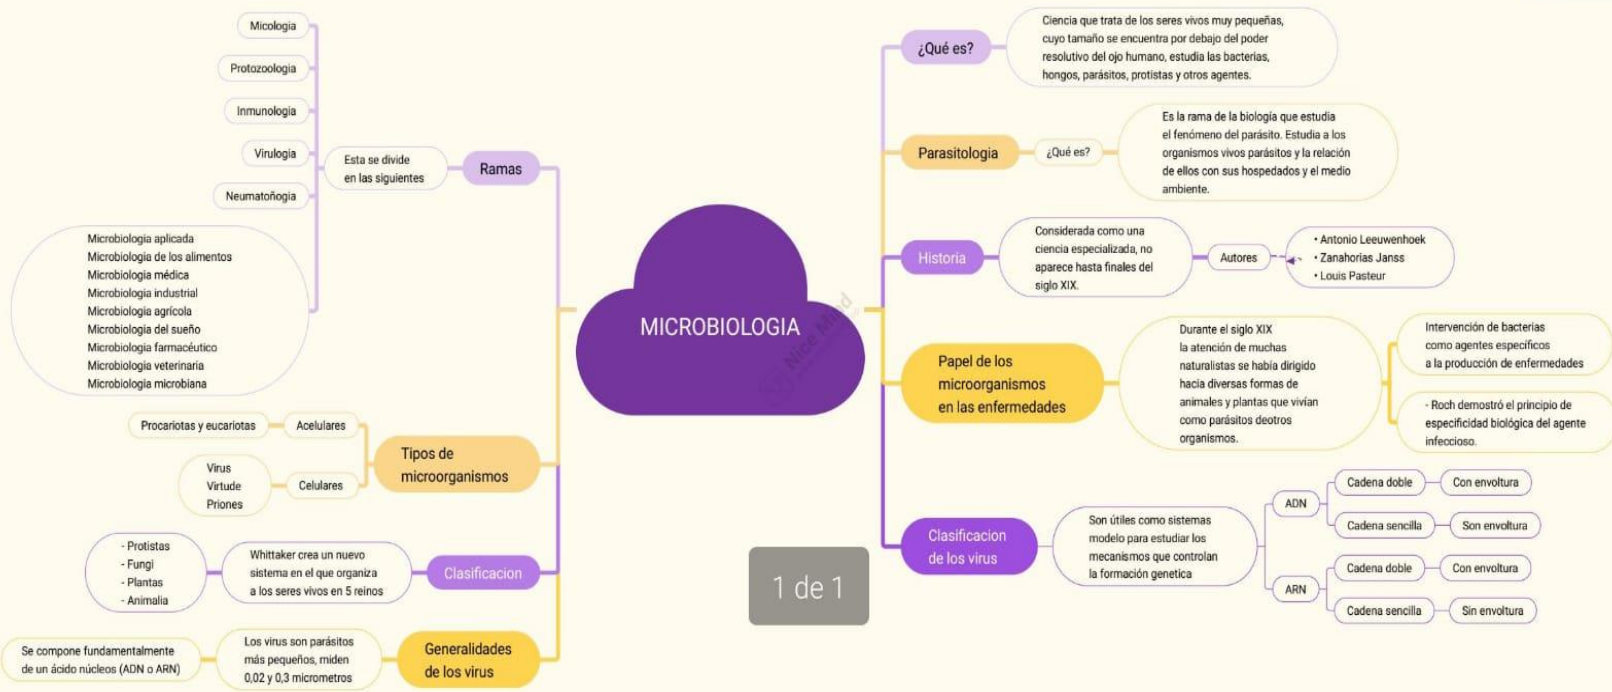 MICROBIOLOGIA
Nice Mind
Ramas
Esta se divide
en las siguientes
Micologia
Protozoologia
Inmunologia
Virulogia
Neumatoñogia
Microbiologia aplicada
Microbiologia de los alimentos
Microbiologia médica
Microbiologia industrial
Microbiologia agrícola
Microbiologia del sueño
Microbiologia farmacéutico
Microbiologia veterinaria
Microbiologia microbiana
Tipos de
microorganismos
Acelulares
Procariotas y eucariotas
Celulares
Virus
Virtude
Priones
Clasificacion
Whittaker crea un nuevo
sistema en el que organiza
a los seres vivos en 5 reinos
- Protistas
- Fungi
- Plantas
- Animalia
Generalidades
de los virus
Los virus son parásitos
más pequeños, miden
0,02 y 0,3 micrometros
Se compone fundamentalmente
de un ácido núcleos (ADN o ARN)
¿Qué es?
Ciencia que trata de los seres vivos muy pequeñas,
cuyo tamaño se encuentra por debajo del poder
resolutivo del ojo humano, estudia las bacterias,
hongos, parásitos, protistas y otros agentes.
Parasitologia
¿Qué es?
Es la rama de la biología que estudia
el fenómeno del parásito. Estudia a los
organismos vivos parásitos y la relación
de ellos con sus hospedados y el medio
ambiente.
Historia
Considerada como una
ciencia especializada, no
aparece hasta finales del
siglo XIX.
Autores
• Antonio Leeuwenhoek
• Zanahorias Janss
• Louis Pasteur
Papel de los
microorganismos
en las enfermedades
Durante el siglo XIX
la atención de muchas
naturalistas se había dirigido
hacia diversas formas de
animales y plantas que vivían
como parásitos deotros
organismos.
Intervención de bacterias
como agentes específicos
a la producción de enfermedades
- Roch demostró el principio de
especificidad biológica del agente
infeccioso.
Clasificacion
de los virus
Son útiles como sistemas
modelo para estudiar los
mecanismos que controlan
la formación genetica
ADN
Cadena doble
Con envoltura
Cadena sencilla
Son envoltura
ARN
Cadena doble
Con envoltura
Cadena sencilla
Sin envoltura
1 de 1